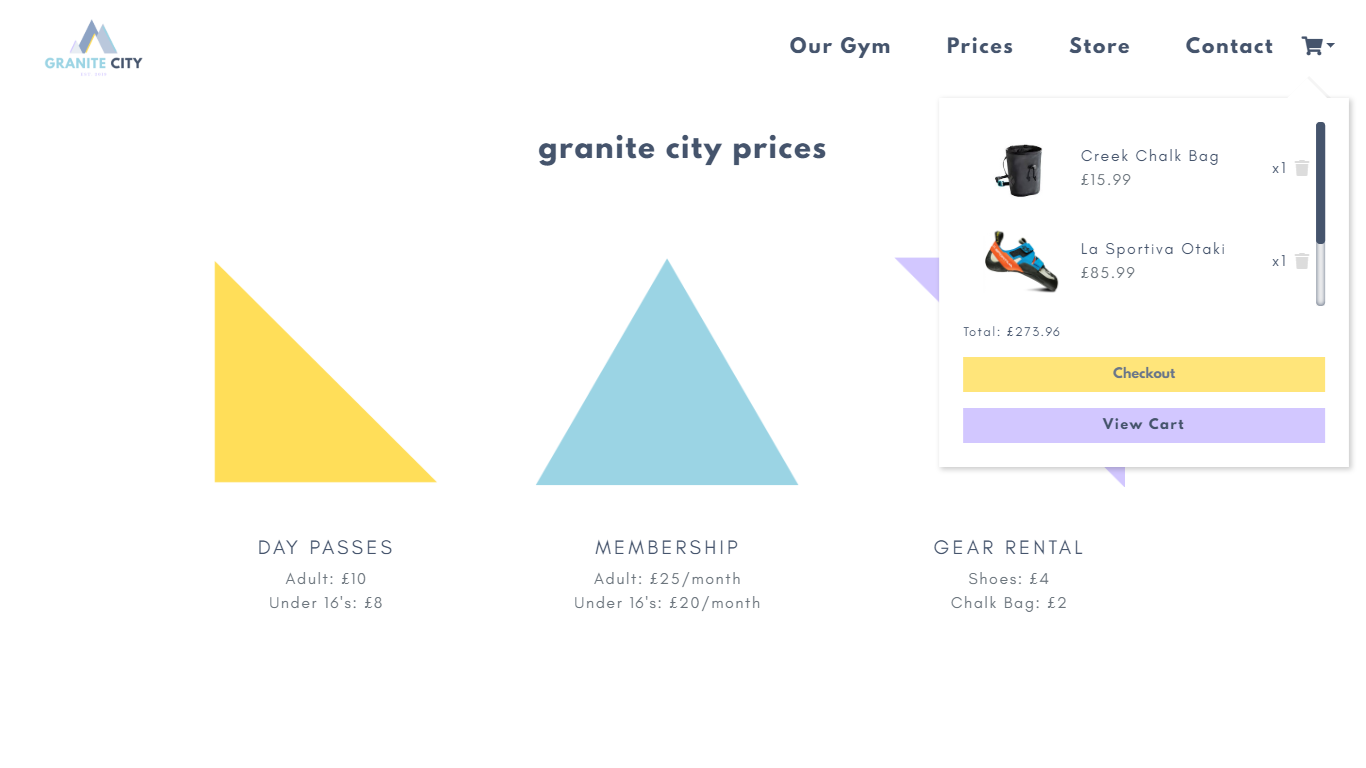 GRANITE CITY
Our Gym
Prices
Store
Contact
granite city prices
Creek Chalk Bag
£15.99
x1
La Sportiva Otaki
£85.99
x1
Total: £273.96
Checkout
View Cart
DAY PASSES
Adult: £10
Under 16's: £8
MEMBERSHIP
Adult: £25/month
Under 16's: £20/month
GEAR RENTAL
Shoes: £4
Chalk Bag: £2